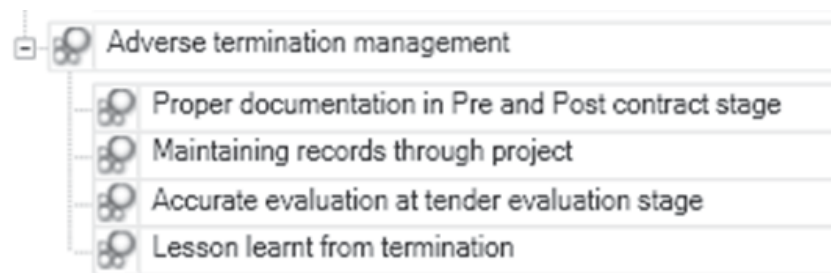 Adverse termination management
Proper documentation in Pre and Post contract stage
Maintaining records through project
Accurate evaluation at tender evaluation stage
Lesson learnt from termination